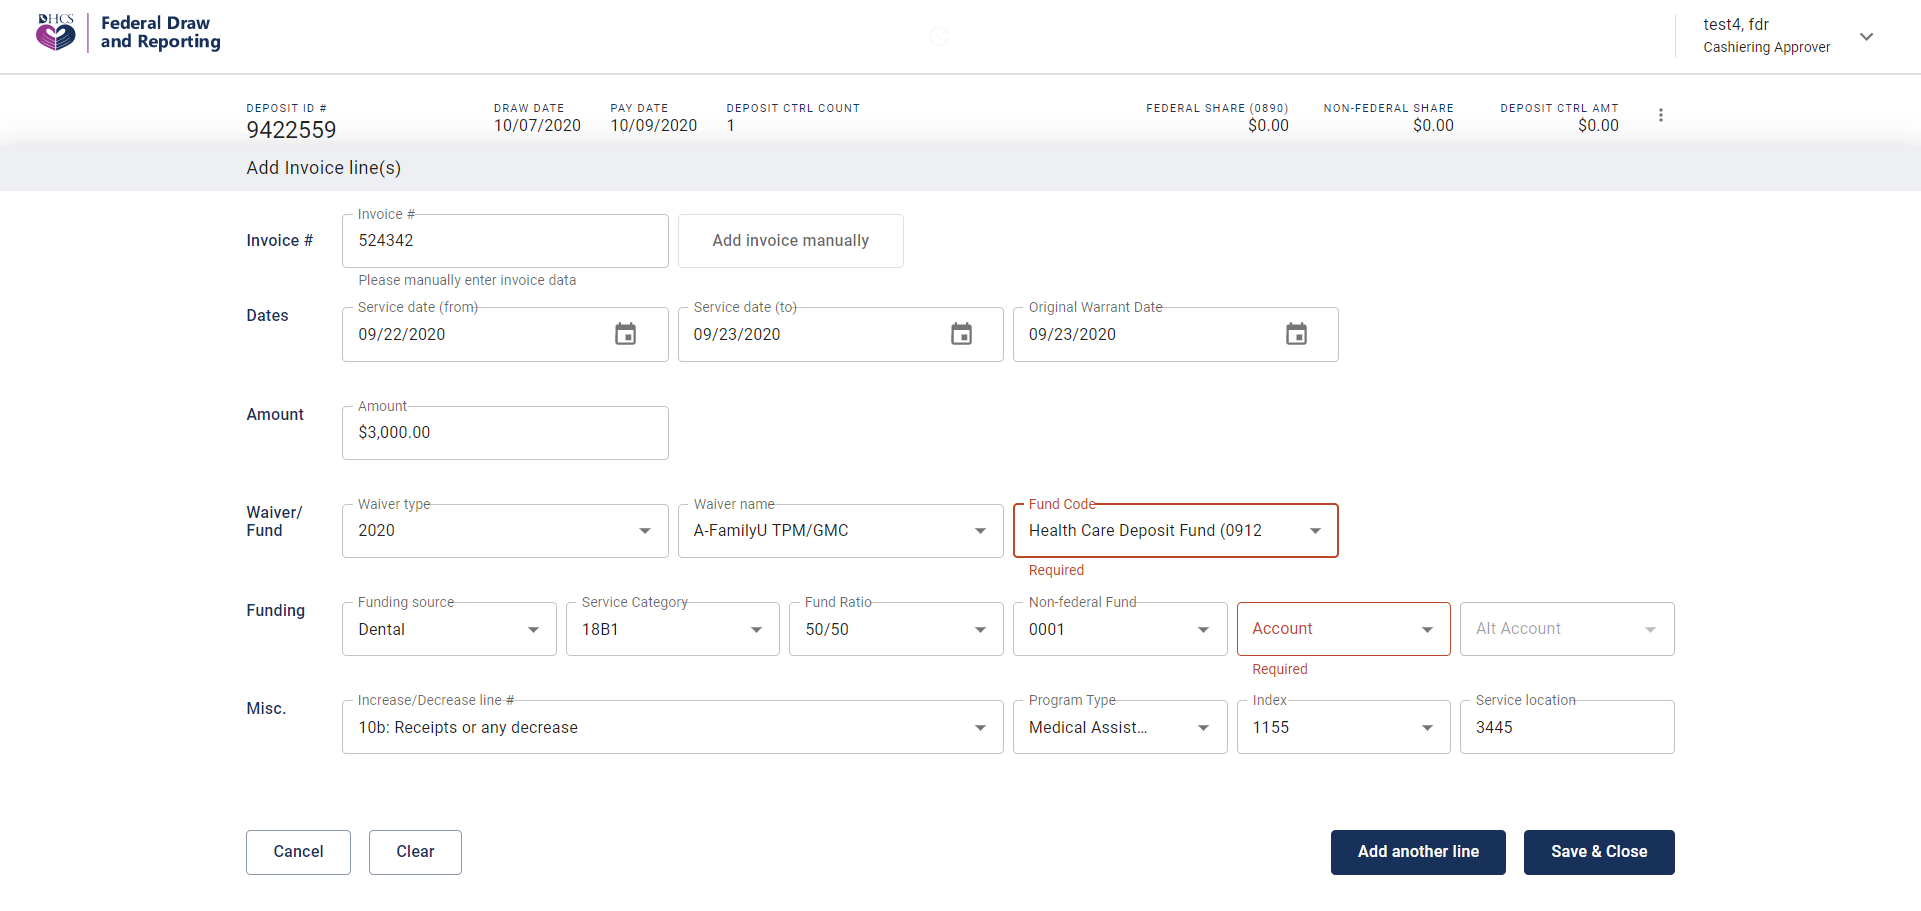 DHCS
Federal Draw
and Reporting
test4, fdr
Cashiering Approver
DEPOSIT ID #
9422559
DRAW DATE
10/07/2020
PAY DATE
10/09/2020
DEPOSIT CTRL COUNT
1
FEDERAL SHARE (0890)
$0.00
NON-FEDERAL SHARE
$0.00
DEPOSIT CTRL AMT
$0.00
Add Invoice line(s)
Invoice #
Invoice #
524342
Add invoice manually
Please manually enter invoice data
Dates
Service date (from)
09/22/2020
Service date (to)
09/23/2020
Original Warrant Date
09/23/2020
Amount
Amount
$3,000.00
Waiver/
Fund
Waiver type
2020
Waiver name
A-FamilyU TPM/GMC
Fund Code
Health Care Deposit Fund (0912
Required
Funding
Funding source
Dental
Service Category
18B1
Fund Ratio
50/50
Non-federal Fund
0001
Account
Required
Alt Account
Misc.
Increase/Decrease line #
10b: Receipts or any decrease
Program Type
Medical Assist...
Index
1155
Service location
3445
Cancel
Clear
Add another line
Save & Close